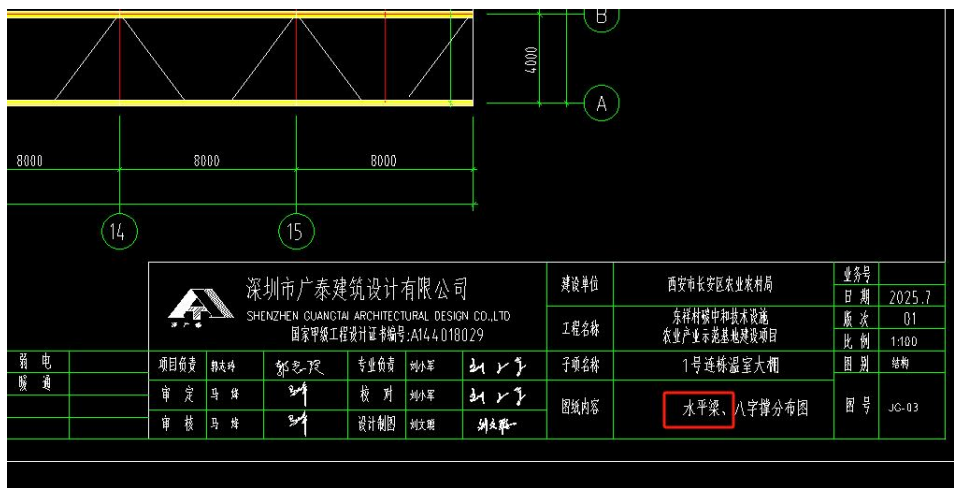 B
4000
A
8000
8000
8000
14
15
深圳市广泰建筑设计有限公司
SHENZHEN GUANGTAI ARCHITECTURAL DESIGN CO.,LTD
国家甲级工程设计证书编号:A144018029
建设单位
西安市长安区农业农村局
业务号
日 期
2025.7
工程名称
东祥村碳中和技术设施
农业产业示范基地建设项目
版 次
01
比 例
1:100
弱 电
暖 通
项目负责
专业负责
刘小军
子项名称
1号连栋温室大棚
图 别
结构
审 定
马 烽
校 对
刘小军
图纸内容
水平梁、八字撑分布图
图 号
JG-03
审 核
马 烽
设计制图
刘文鹏